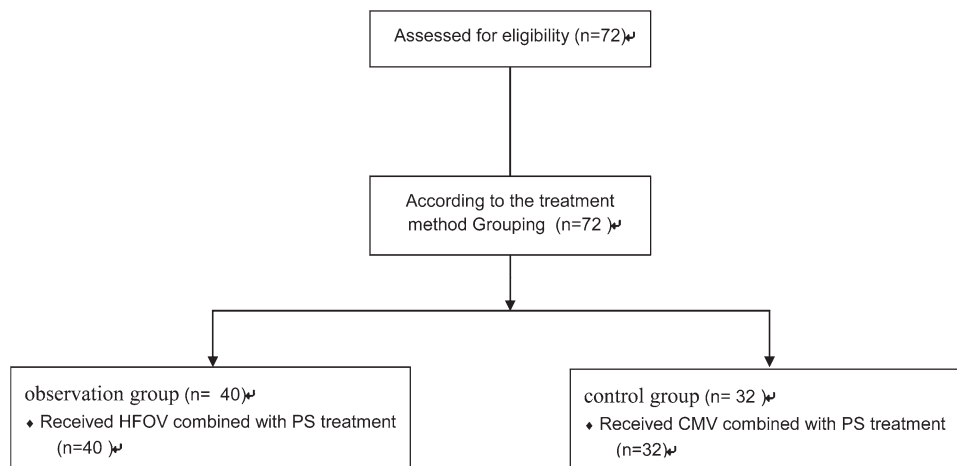 Assessed for eligibility (n=72)↵
According to the treatment
method Grouping (n=72 )↵
observation group (n= 40)↵
♦ Received HFOV combined with PS treatment
(n=40 )↵
control group (n= 32 )↵
♦ Received CMV combined with PS treatment
(n=32)↵